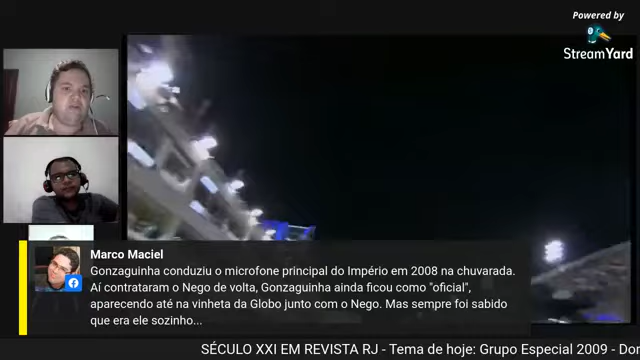 Powered by
StreamYard
Marco Maciel
Gonzaguinha conduziu o microfone principal do Império em 2008 na chuvarada.
Aí contrataram o Nego de volta, Gonzaguinha ainda ficou como "oficial",
aparecendo até na vinheta da Globo junto com o Nego. Mas sempre foi sabido
que era ele sozinho...
SÉCULO XXI EM REVISTA RJ - Tema de hoje: Grupo Especial 2009 - Dor